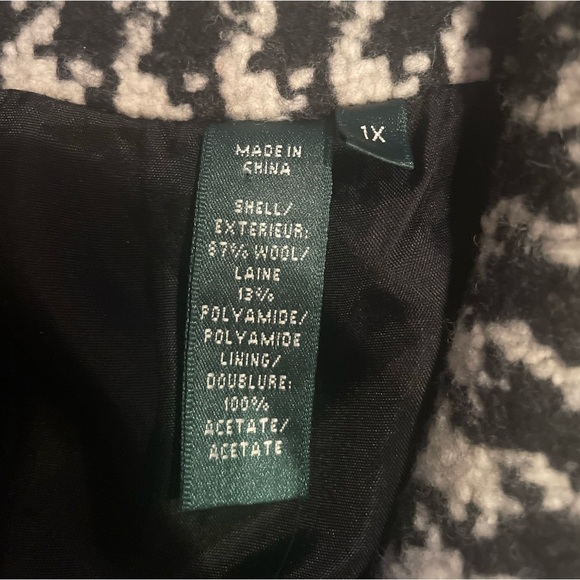 MADE IN
CHINA
SHELL/
EXTERIEUR:
87% WOOL/
LAINE
13%
POLYAMIDE/
POLYAMIDE
LINING/
DOUBLURE:
100%
ACETATE/
ACETATE
1X